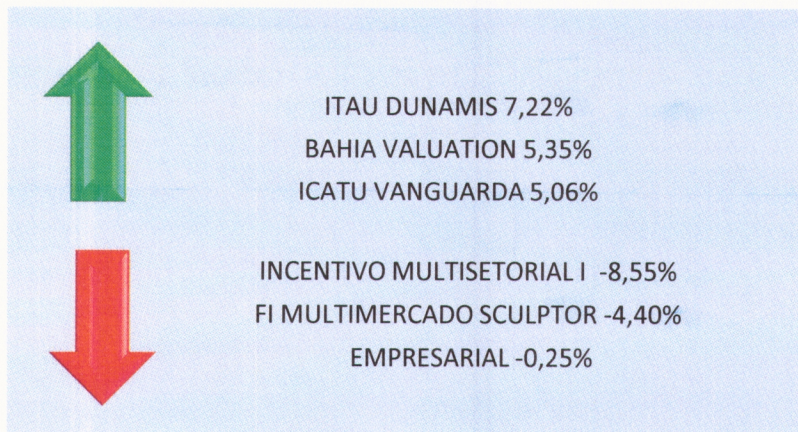 ITAU DUNAMIS 7,22%
BAHIA VALUATION 5,35%
ICATU VANGUARDA 5,06%
INCENTIVO MULTISETORIAL I -8,55%
FI MULTIMERCADO SCULPTOR -4,40%
EMPRESARIAL -0,25%